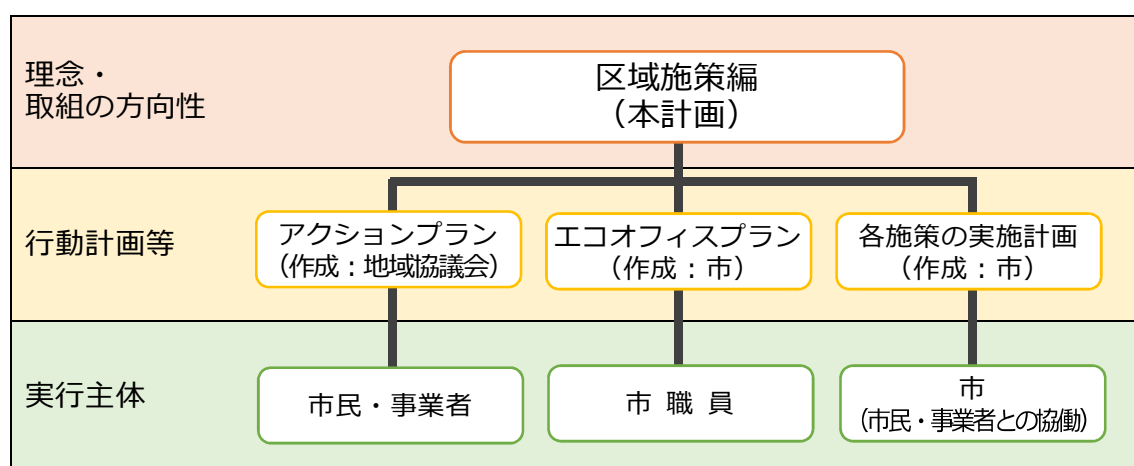 理念・
取組の方向性
区域施策編
（本計画）
行動計画等
アクションプラン
（作成：地域協議会）
エコオフィスプラン
（作成：市）
各施策の実施計画
（作成：市）
実行主体
市民・事業者
市 職 員
市
（市民・事業者との協働）